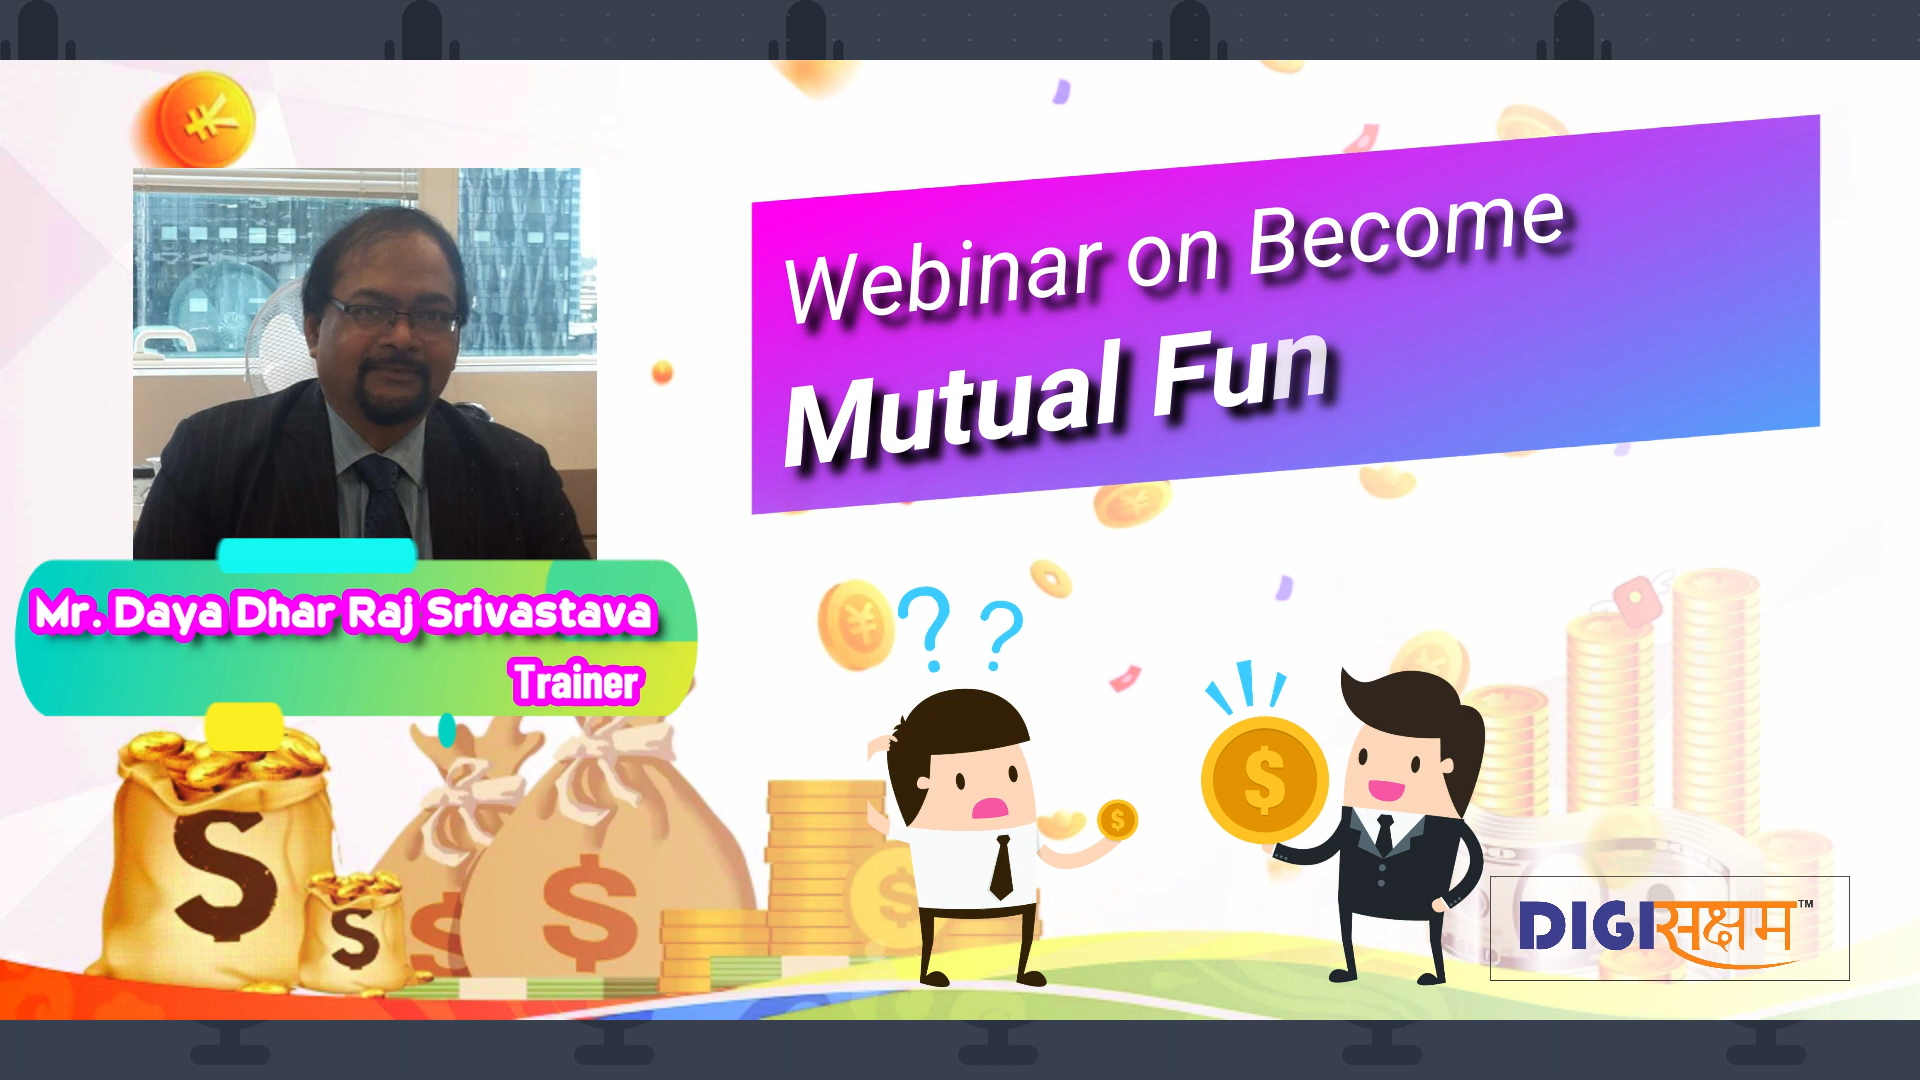 Webinar on Become
Mutual Fun
Mr. Daya Dhar Raj Srivastava
Trainer
$
$
$
$
$
$
$
? ?
DIGIसक्षम™